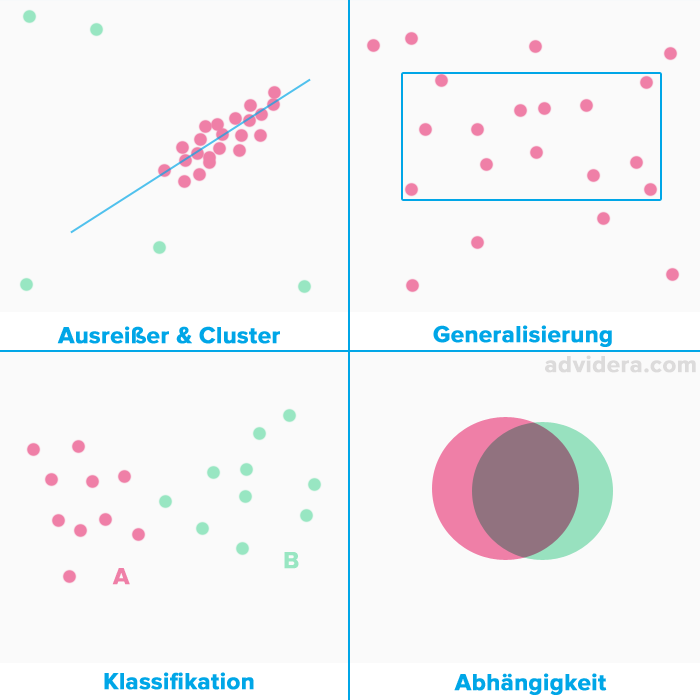 Ausreißer & Cluster
Generalisierung
advidera.com
A
B
Klassifikation
Abhängigkeit